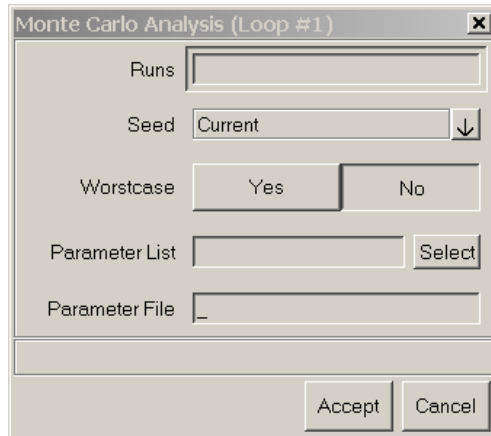 Monte Carlo Analysis (Loop #1)
Runs
Seed Current
Worstcase Yes No
Parameter List Select
Parameter File _
Accept Cancel